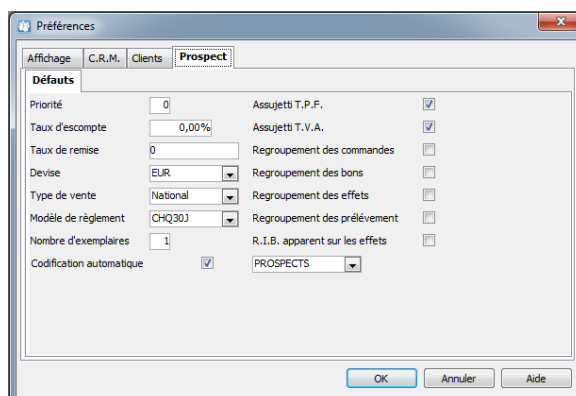 Préférences
Affichage C.R.M. Clients Prospect
Défauts
Priorité 0 Assujetti T.P.F.
Taux d'escompte 0,00% Assujetti T.V.A.
Taux de remise 0 Regroupement des commandes
Devise EUR Regroupement des bons
Type de vente National Regroupement des effets
Modèle de règlement CHQ30J Regroupement des prélévement
Nombre d'exemplaires 1 R.I.B. apparent sur les effets
Codification automatique PROSPECTS
OK Annuler Aide